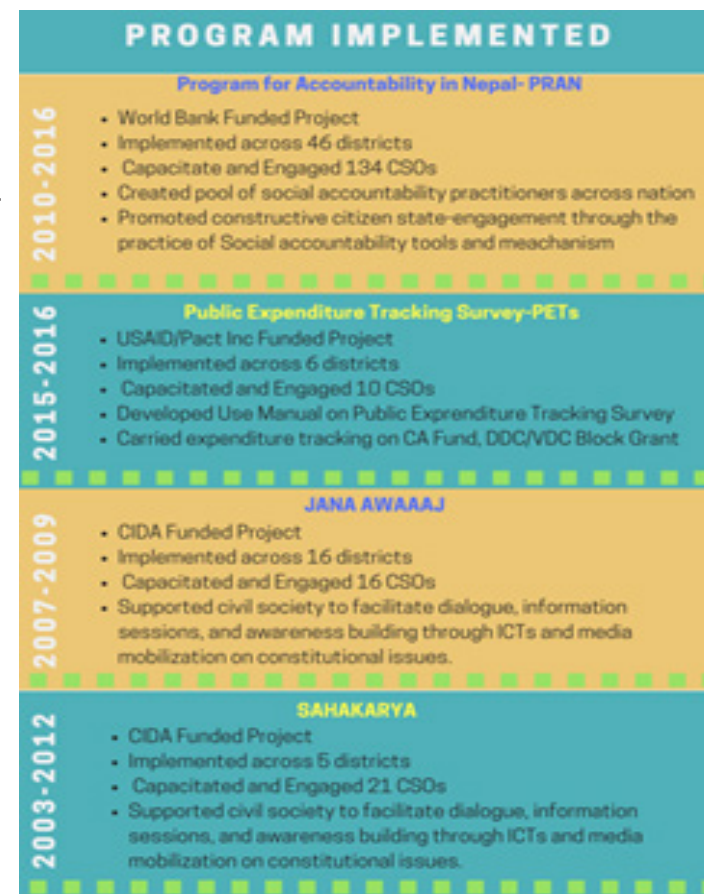 PROGRAM IMPLEMENTED
2010-2016
Program for Accountability in Nepal- PRAN
• World Bank Funded Project
• Implemented across 46 districts
• Capacitate and Engaged 134 CSOs
• Created pool of social accountability practitioners across nation
• Promoted constructive citizen state-engagement through the
practice of Social accountability tools and meachanism
2015-2016
Public Expenditure Tracking Survey-PETs
• USAID/Pact Inc Funded Project
• Implemented across 6 districts
• Capacitated and Engaged 10 CSOs
• Developed Use Manual on Public Exprenditure Tracking Survey
• Carried expenditure tracking on CA Fund, DDC/VDC Block Grant
2007-2009
JANA AWAAAJ
• CIDA Funded Project
• Implemented across 16 districts
• Capacitated and Engaged 16 CSOs
• Supported civil society to facilitate dialogue, information
sessions, and awareness building through ICTs and media
mobilization on constitutional issues.
2003-2012
SAHAKARYA
• CIDA Funded Project
• Implemented across 5 districts
• Capacitated and Engaged 21 CSOs
• Supported civil society to facilitate dialogue, information
sessions, and awareness building through ICTs and media
mobilization on constitutional issues.